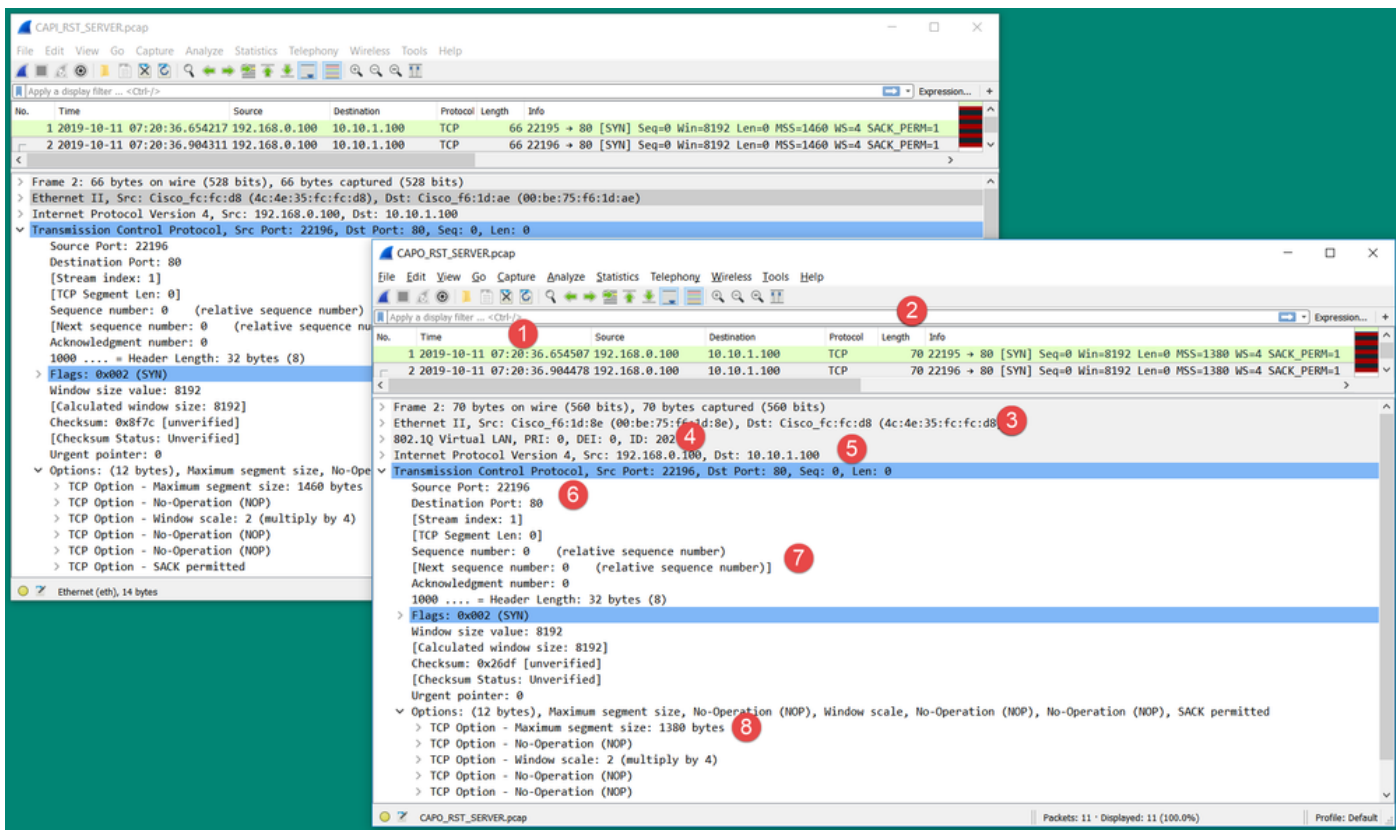 CAPI_RST_SERVER.pcap
File Edit View Go Capture Analyze Statistics Telephony Wireless Tools Help
Apply a display filter ... <Ctrl-/>
Expression... +
No. Time Source Destination Protocol Length Info
1 2019-10-11 07:20:36.654217 192.168.0.100 10.10.1.100 TCP 66 22195 → 80 [SYN] Seq=0 Win=8192 Len=0 MSS=1460 WS=4 SACK_PERM=1
2 2019-10-11 07:20:36.904311 192.168.0.100 10.10.1.100 TCP 66 22196 → 80 [SYN] Seq=0 Win=8192 Len=0 MSS=1460 WS=4 SACK_PERM=1
Frame 2: 66 bytes on wire (528 bits), 66 bytes captured (528 bits)
Ethernet II, Src: Cisco_fc:fc:d8 (4c:4e:35:fc:fc:d8), Dst: Cisco_f6:1d:ae (00:be:75:f6:1d:ae)
Internet Protocol Version 4, Src: 192.168.0.100, Dst: 10.10.1.100
Transmission Control Protocol, Src Port: 22196, Dst Port: 80, Seq: 0, Len: 0
Source Port: 22196
Destination Port: 80
[Stream index: 1]
[TCP Segment Len: 0]
Sequence number: 0 (relative sequence number)
[Next sequence number: 0 (relative sequence nu
Acknowledgment number: 0
1000 .... = Header Length: 32 bytes (8)
Flags: 0x002 (SYN)
Window size value: 8192
[Calculated window size: 8192]
Checksum: 0x8f7c [unverified]
[Checksum Status: Unverified]
Urgent pointer: 0
Options: (12 bytes), Maximum segment size, No-Ope
TCP Option - Maximum segment size: 1460 bytes
TCP Option - No-Operation (NOP)
TCP Option - Window scale: 2 (multiply by 4)
TCP Option - No-Operation (NOP)
TCP Option - No-Operation (NOP)
TCP Option - SACK permitted
Ethernet (eth), 14 bytes
CAPO_RST_SERVER.pcap
File Edit View Go Capture Analyze Statistics Telephony Wireless Tools Help
2
Apply a display filter ... <Ctrl-/>
Expression... +
1
No. Time Source Destination Protocol Length Info
1 2019-10-11 07:20:36.654507 192.168.0.100 10.10.1.100 TCP 70 22195 → 80 [SYN] Seq=0 Win=8192 Len=0 MSS=1380 WS=4 SACK_PERM=1
2 2019-10-11 07:20:36.904478 192.168.0.100 10.10.1.100 TCP 70 22196 → 80 [SYN] Seq=0 Win=8192 Len=0 MSS=1380 WS=4 SACK_PERM=1
Frame 2: 70 bytes on wire (560 bits), 70 bytes captured (560 bits)
Ethernet II, Src: Cisco_f6:1d:8e (00:be:75:f6:1d:8e), Dst: Cisco_fc:fc:d8 (4c:4e:35:fc:fc:d8) 3
802.1Q Virtual LAN, PRI: 0, DEI: 0, ID: 202 4
Internet Protocol Version 4, Src: 192.168.0.100, Dst: 10.10.1.100 5
Transmission Control Protocol, Src Port: 22196, Dst Port: 80, Seq: 0, Len: 0
Source Port: 22196 6
Destination Port: 80
[Stream index: 1]
[TCP Segment Len: 0]
Sequence number: 0 (relative sequence number)
[Next sequence number: 0 (relative sequence number)] 7
Acknowledgment number: 0
1000 .... = Header Length: 32 bytes (8)
Flags: 0x002 (SYN)
Window size value: 8192
[Calculated window size: 8192]
Checksum: 0x26df [unverified]
[Checksum Status: Unverified]
Urgent pointer: 0
Options: (12 bytes), Maximum segment size, No-Operation (NOP), Window scale, No-Operation (NOP), No-Operation (NOP), SACK permitted
TCP Option - Maximum segment size: 1380 bytes 8
TCP Option - No-Operation (NOP)
TCP Option - Window scale: 2 (multiply by 4)
TCP Option - No-Operation (NOP)
TCP Option - No-Operation (NOP)
CAPO_RST_SERVER.pcap
Packets: 11 · Displayed: 11 (100.0%)
Profile: Default